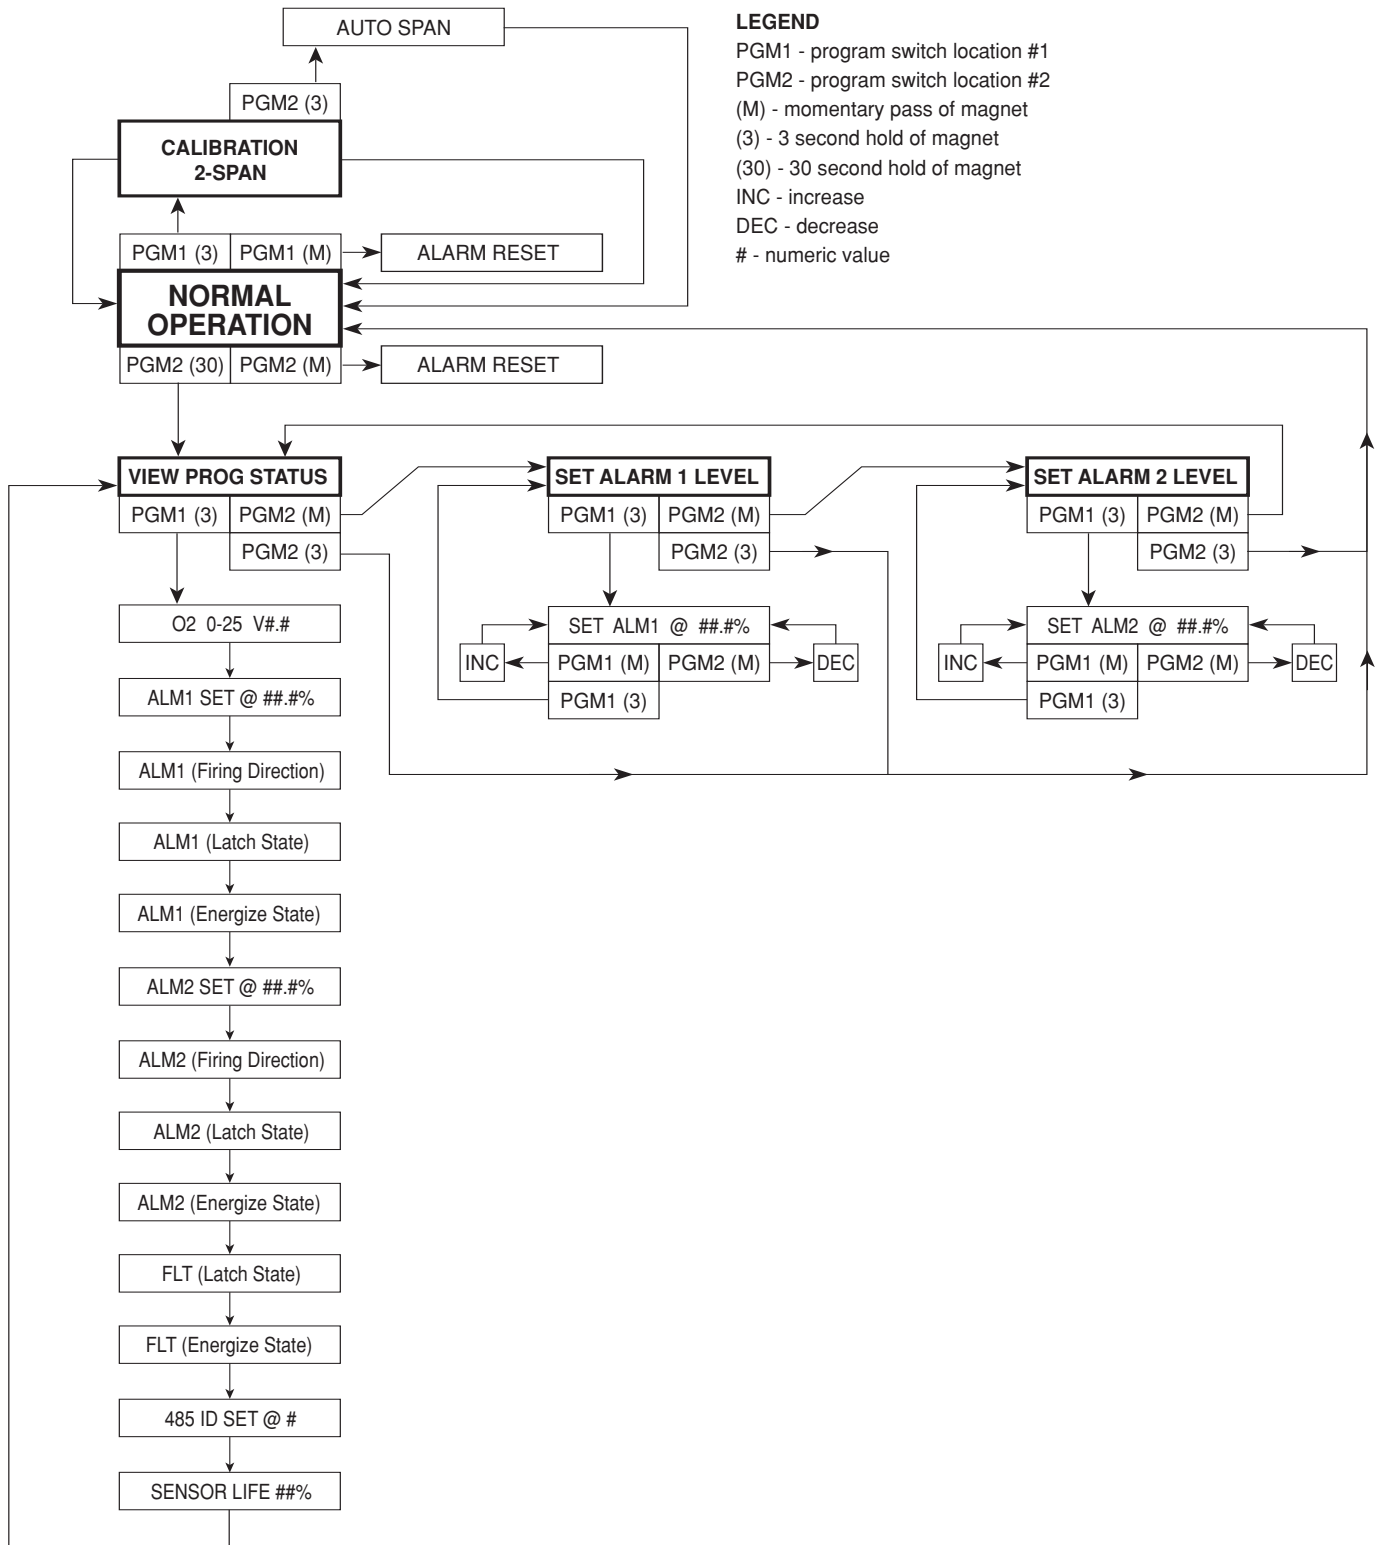 AUTO SPAN
PGM2 (3)
CALIBRATION
2-SPAN
PGM1 (3)
PGM1 (M)
ALARM RESET
NORMAL
OPERATION
PGM2 (30)
PGM2 (M)
ALARM RESET
LEGEND
PGM1 - program switch location #1
PGM2 - program switch location #2
(M) - momentary pass of magnet
(3) - 3 second hold of magnet
(30) - 30 second hold of magnet
INC - increase
DEC - decrease
# - numeric value
VIEW PROG STATUS
PGM1 (3)
PGM2 (M)
PGM2 (3)
SET ALARM 1 LEVEL
PGM1 (3)
PGM2 (M)
PGM2 (3)
SET ALM1 @ ##.#%
INC
PGM1 (M)
PGM2 (M)
DEC
PGM1 (3)
SET ALARM 2 LEVEL
PGM1 (3)
PGM2 (M)
PGM2 (3)
SET ALM2 @ ##.#%
INC
PGM1 (M)
PGM2 (M)
DEC
PGM1 (3)
O2 0-25 V#.#
ALM1 SET @ ##.#%
ALM1 (Firing Direction)
ALM1 (Latch State)
ALM1 (Energize State)
ALM2 SET @ ##.#%
ALM2 (Firing Direction)
ALM2 (Latch State)
ALM2 (Energize State)
FLT (Latch State)
FLT (Energize State)
485 ID SET @ #
SENSOR LIFE ##%